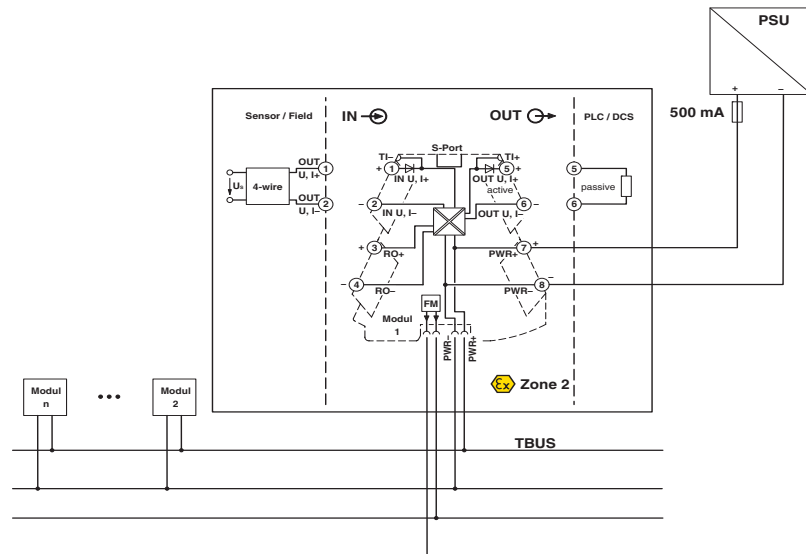 PSU
+ –
500 mA
Sensor / Field
IN
OUT
PLC / DCS
S-Port
TI–
TI+
+ 1
5 +
IN U, I+
OUT U, I+
active
OUT
U, I+
1
4-wire
Us
OUT
U, I–
2
– 2
IN U, I–
6 –
OUT U, I–
5
passive
6
+ 3
RO+
7 +
PWR+
– 4
RO–
8 –
PWR–
FM
Modul
1
PWR–
PWR+
Ex Zone 2
Modul
n
•••
Modul
2
TBUS